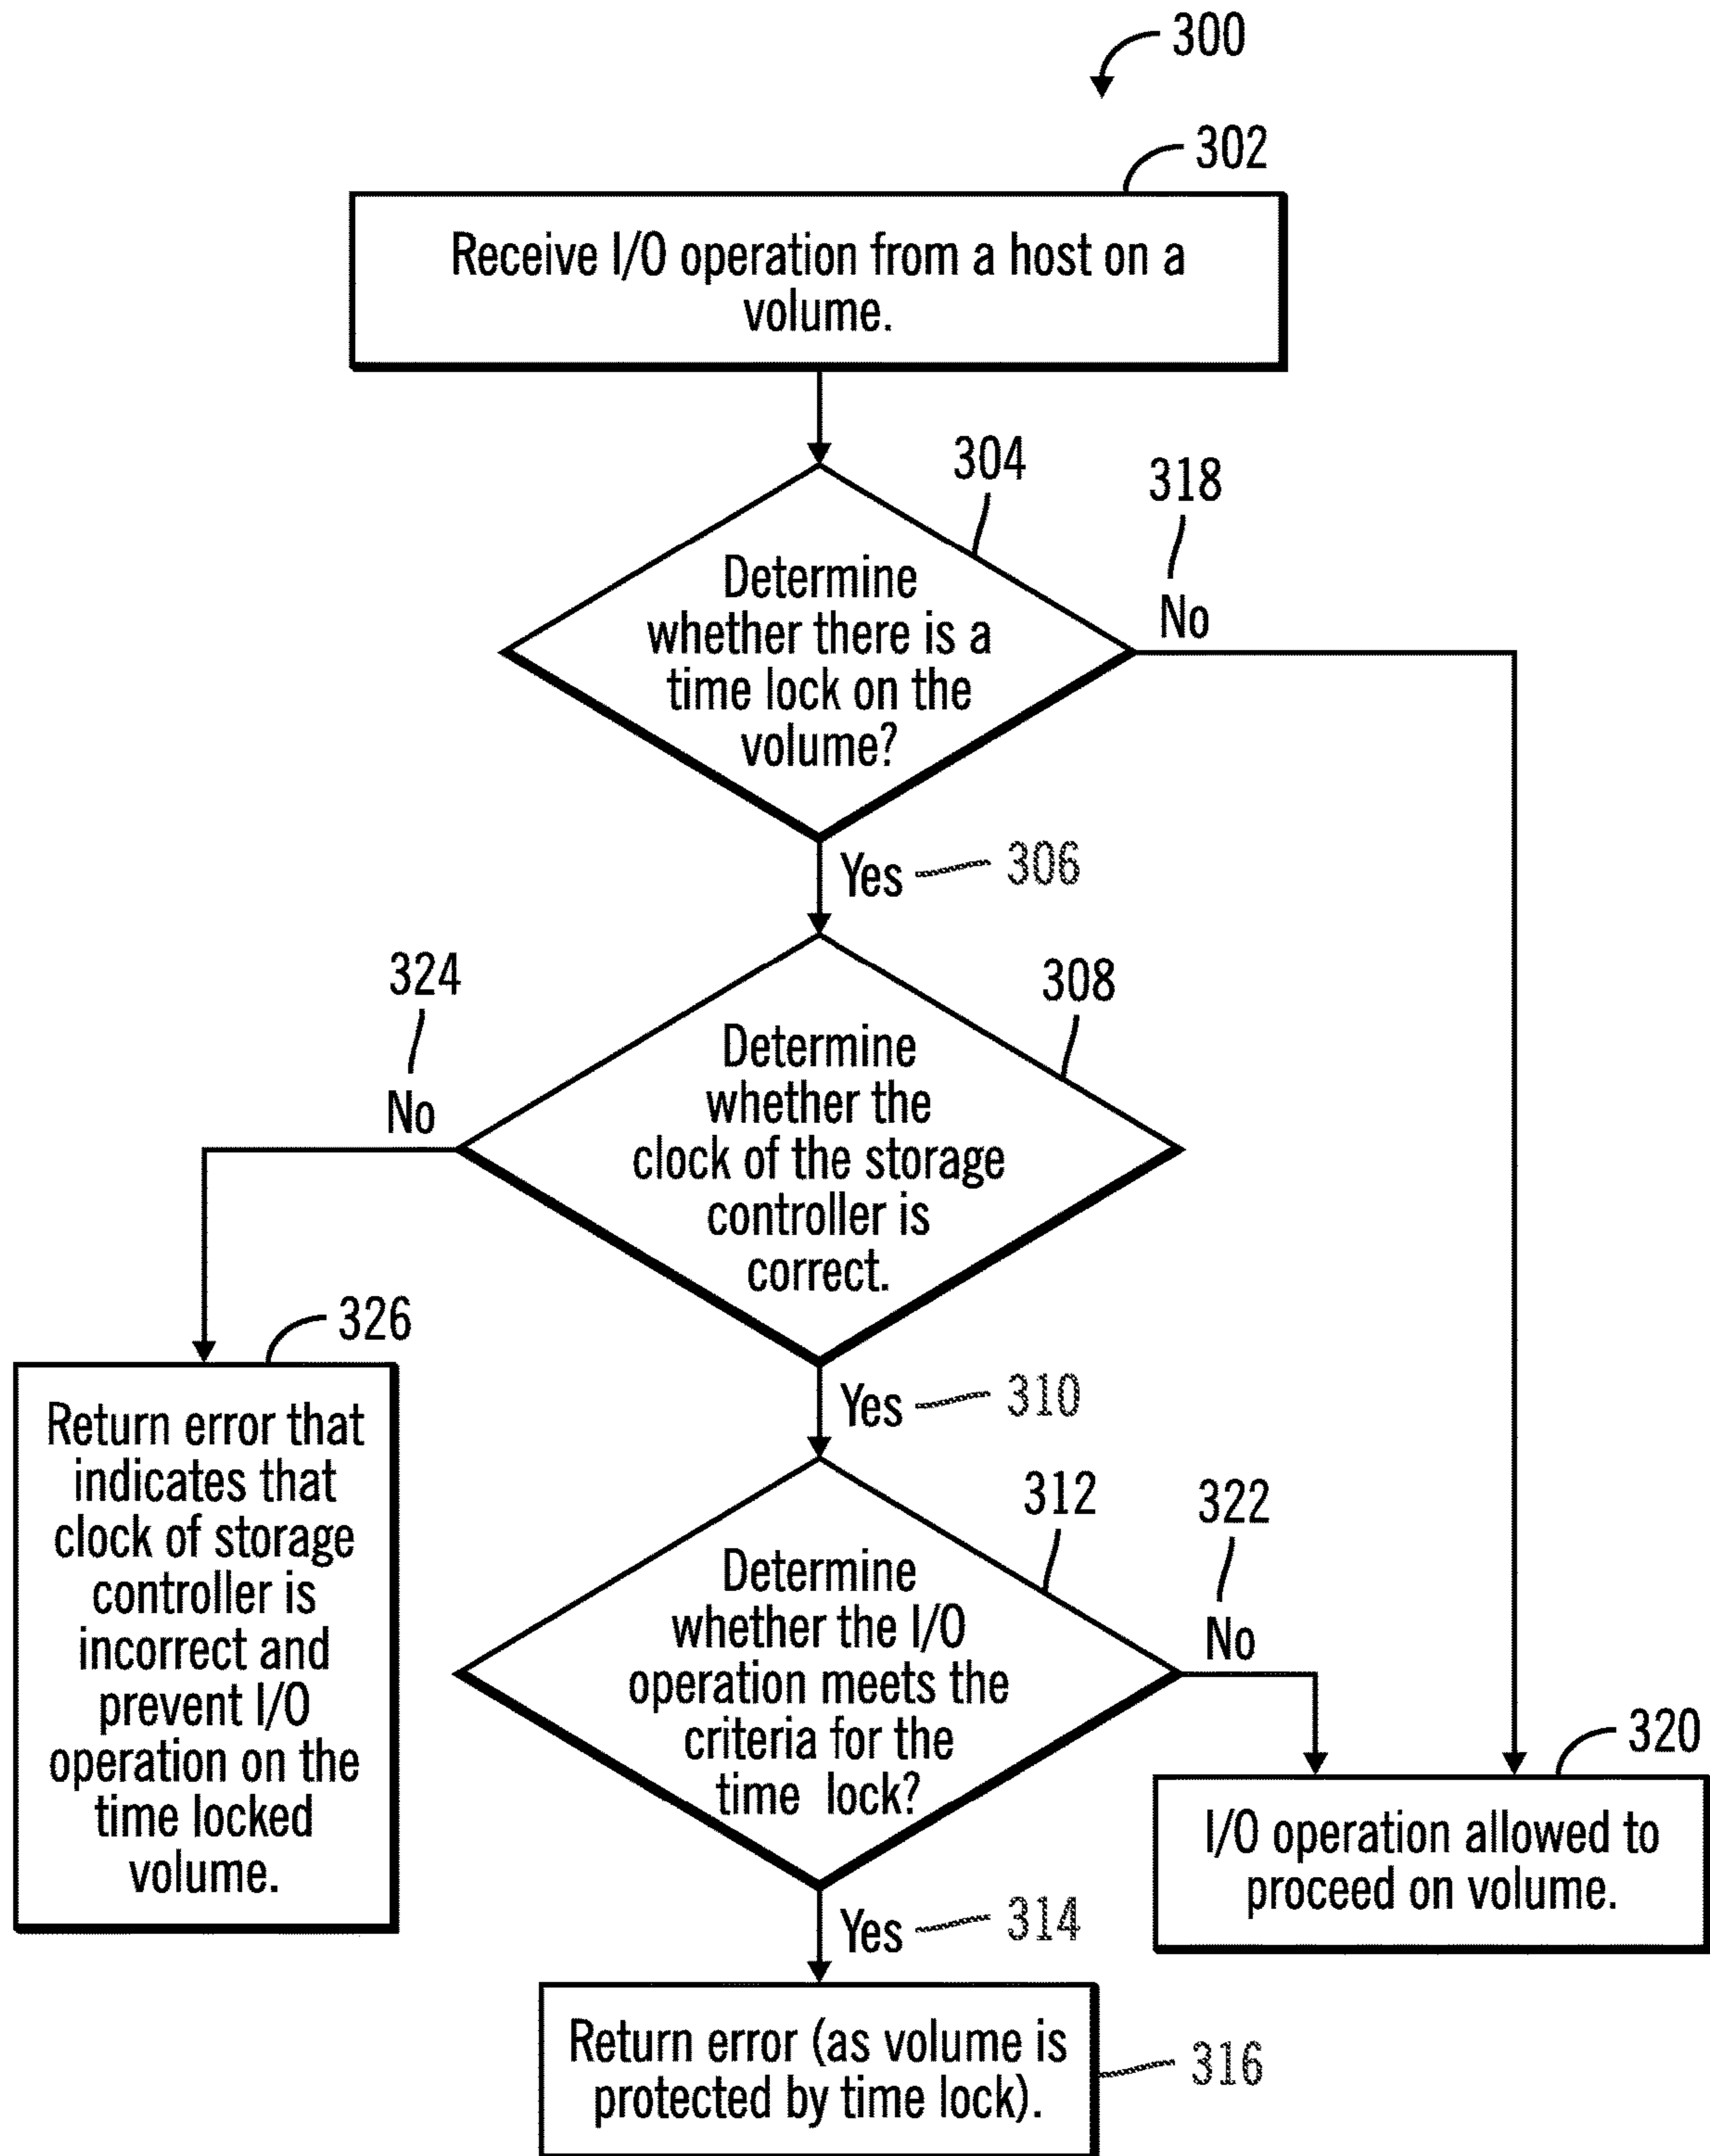 300
302
Receive I/O operation from a host on a
volume.
304
318
Determine
whether there is a
time lock on the
volume?
No
Yes
306
324
308
No
Determine
whether the
clock of the storage
controller is
correct.
326
Yes
310
Return error that
indicates that
clock of storage
controller is
incorrect and
prevent I/O
operation on the
time locked
volume.
312
322
Determine
whether the I/O
operation meets the
criteria for the
time lock?
No
320
I/O operation allowed to
proceed on volume.
Yes
314
Return error (as volume is
protected by time lock).
316